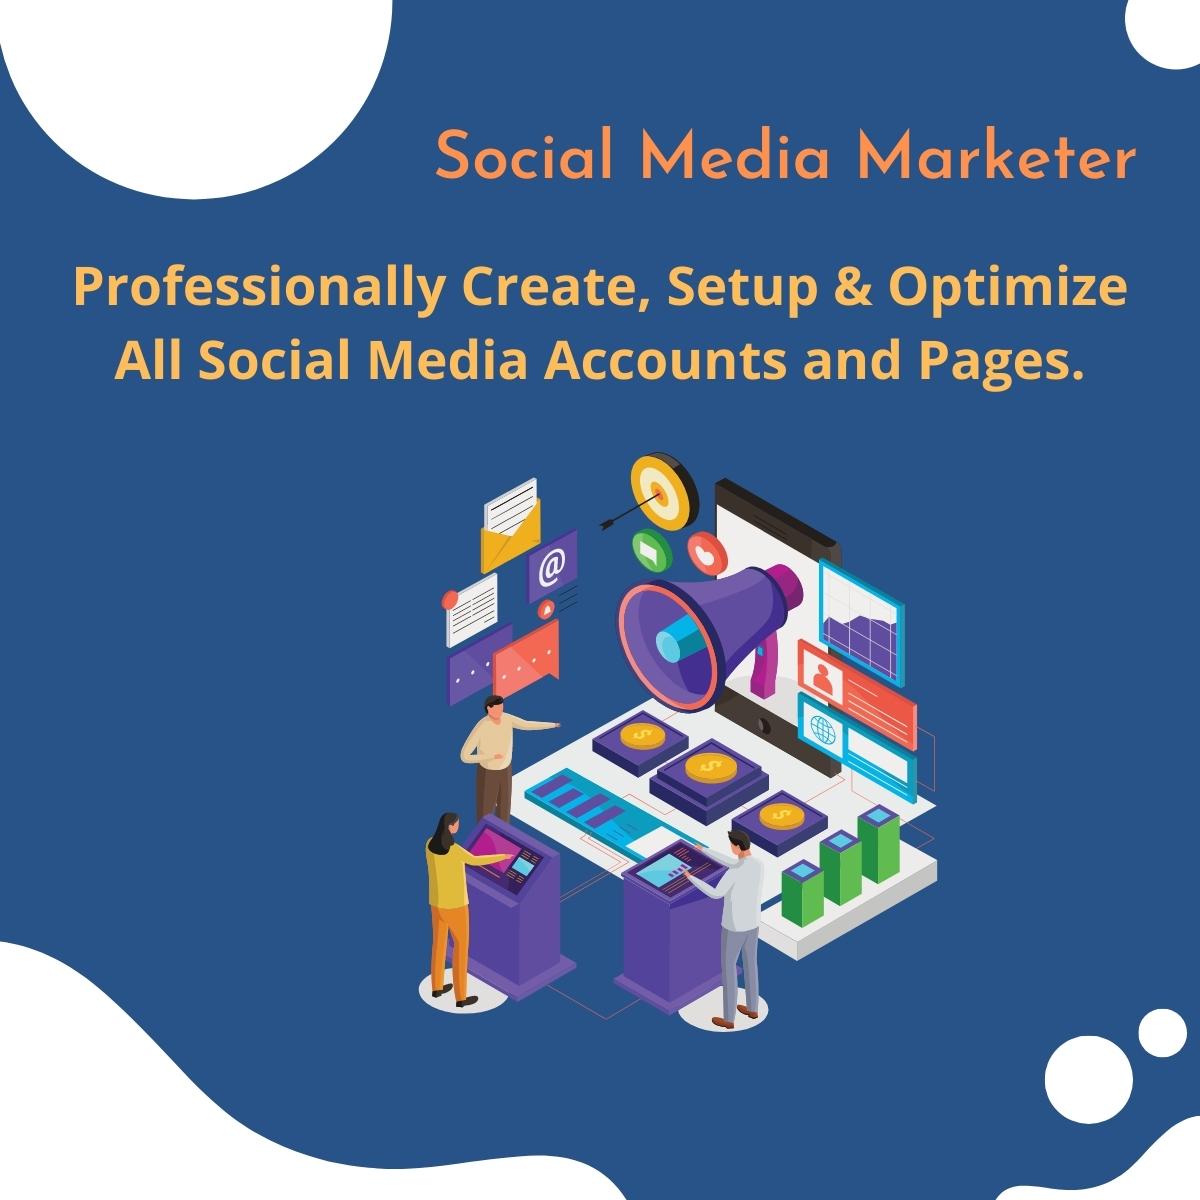 Social Media Marketer
Professionally Create, Setup & Optimize
All Social Media Accounts and Pages.
@